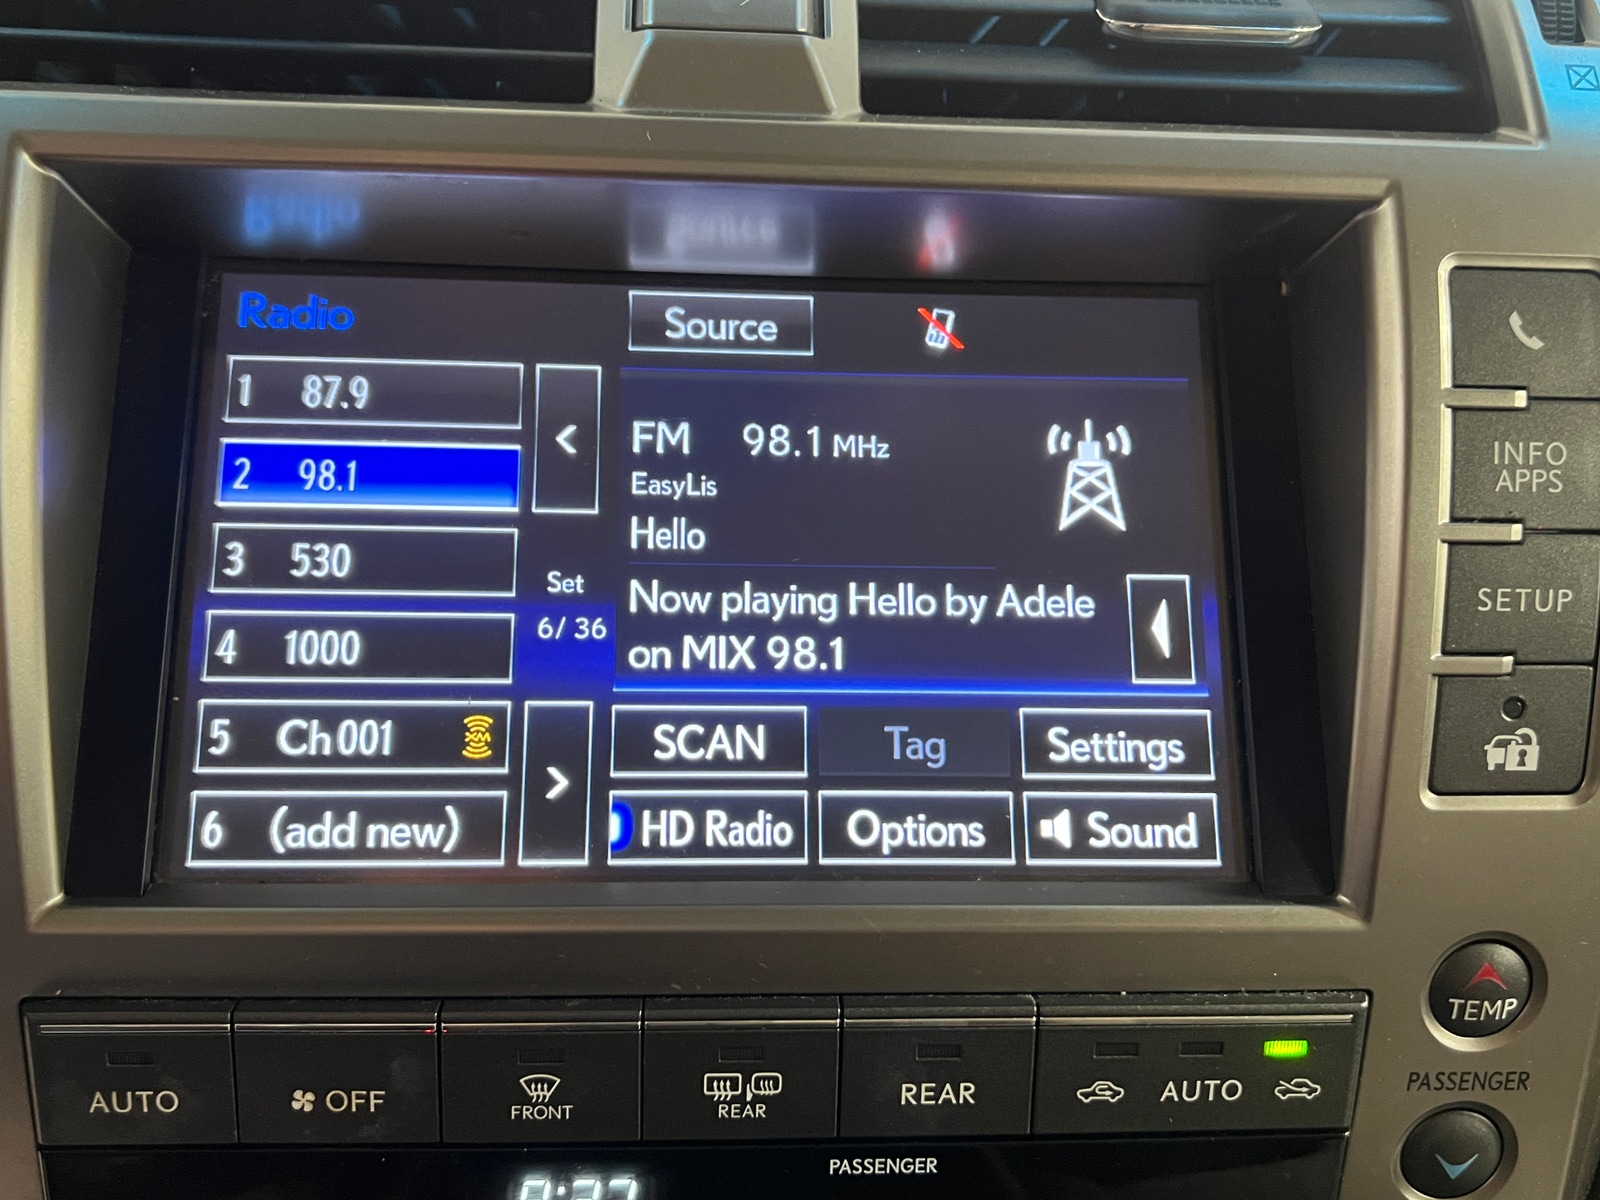 Radio
Source
1 87.9
2 98.1
3 530
4 1000
5 Ch001 XM
6 (add new)
<
Set
6/ 36
>
FM 98.1 MHz
EasyLis
Hello
Now playing Hello by Adele
on MIX 98.1
SCAN Tag Settings
HD Radio Options Sound
INFO
APPS
SETUP
TEMP
PASSENGER
AUTO
OFF
FRONT
REAR
REAR
AUTO
PASSENGER